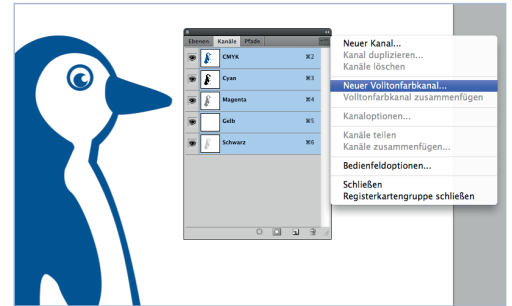 Ebenen Kanäle Pfade
CMYK ⌘2
Cyan ⌘3
Magenta ⌘4
Gelb ⌘5
Schwarz ⌘6
Neuer Kanal...
Kanal duplizieren...
Kanäle löschen
Neuer Volltonfarbkanal...
Volltonfarbkanal zusammenfügen
Kanaloptionen...
Kanäle teilen
Kanäle zusammenfügen...
Bedienfeldoptionen...
Schließen
Registerkartengruppe schließen